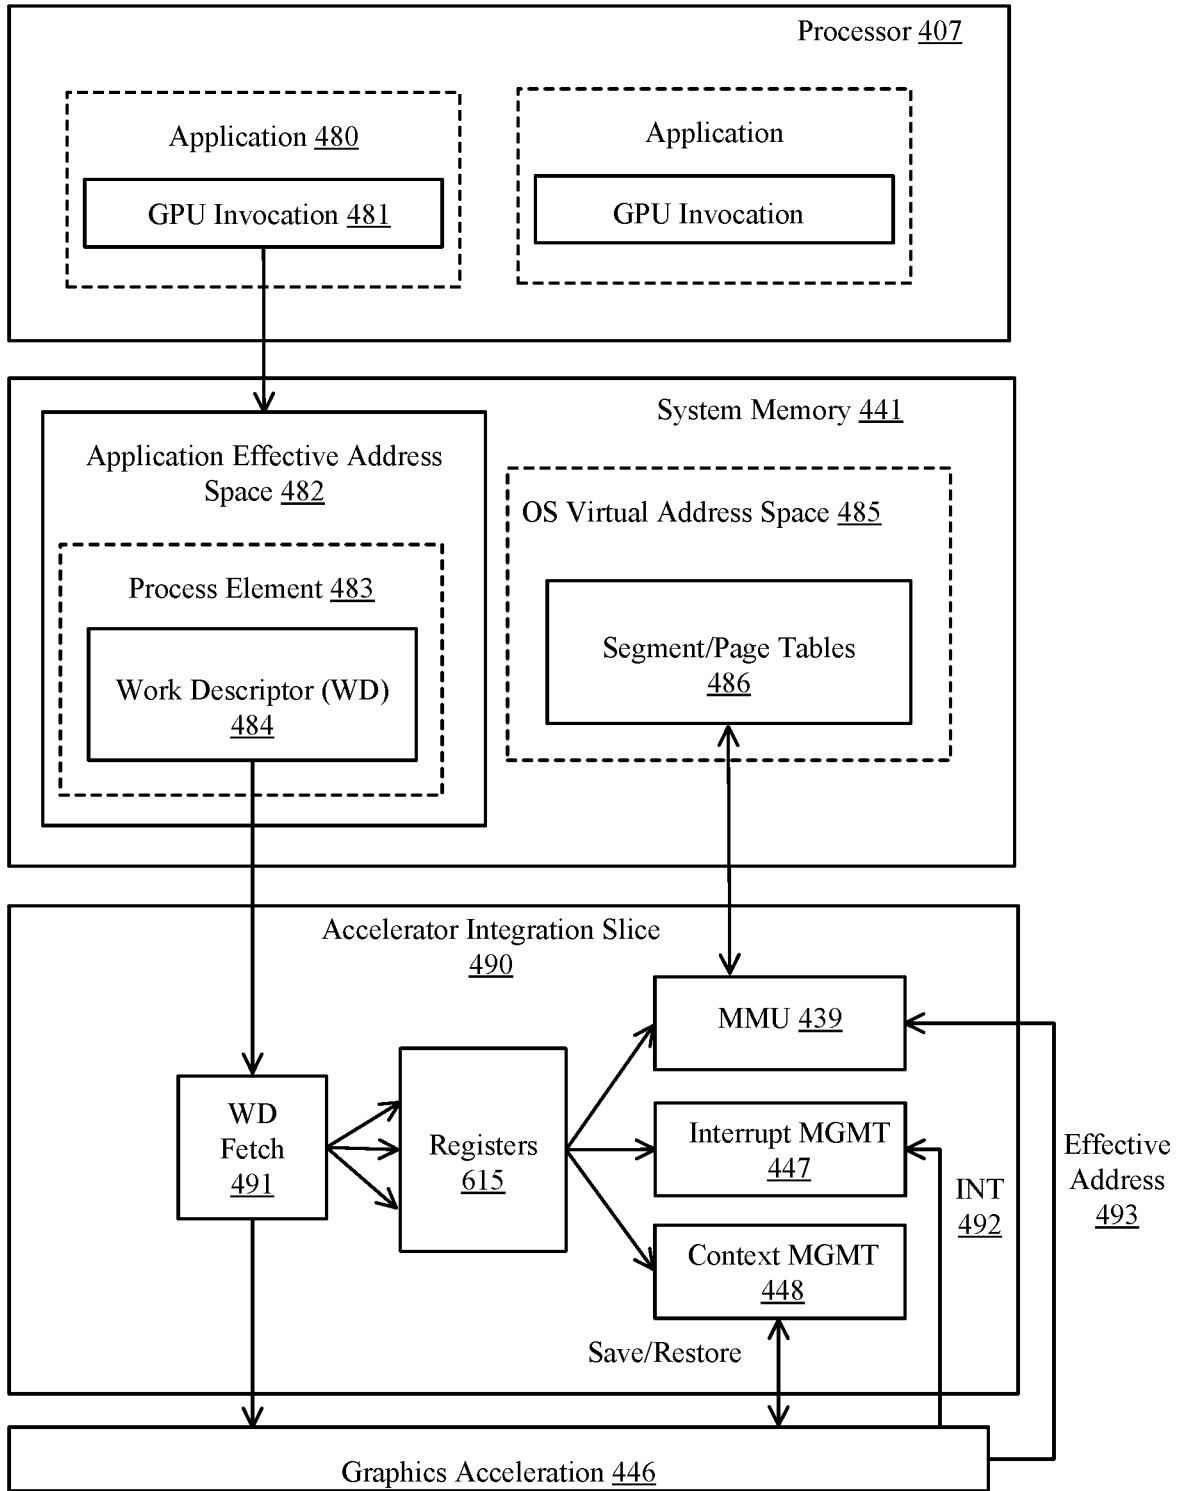 Processor 407
Application 480
Application
GPU Invocation 481
GPU Invocation
System Memory 441
Application Effective Address
Space 482
OS Virtual Address Space 485
Process Element 483
Segment/Page Tables
486
Work Descriptor (WD)
484
Accelerator Integration Slice
490
MMU 439
WD
Fetch
491
Registers
615
Interrupt MGMT
447
Effective
Address
493
INT
492
Context MGMT
448
Save/Restore
Graphics Acceleration 446